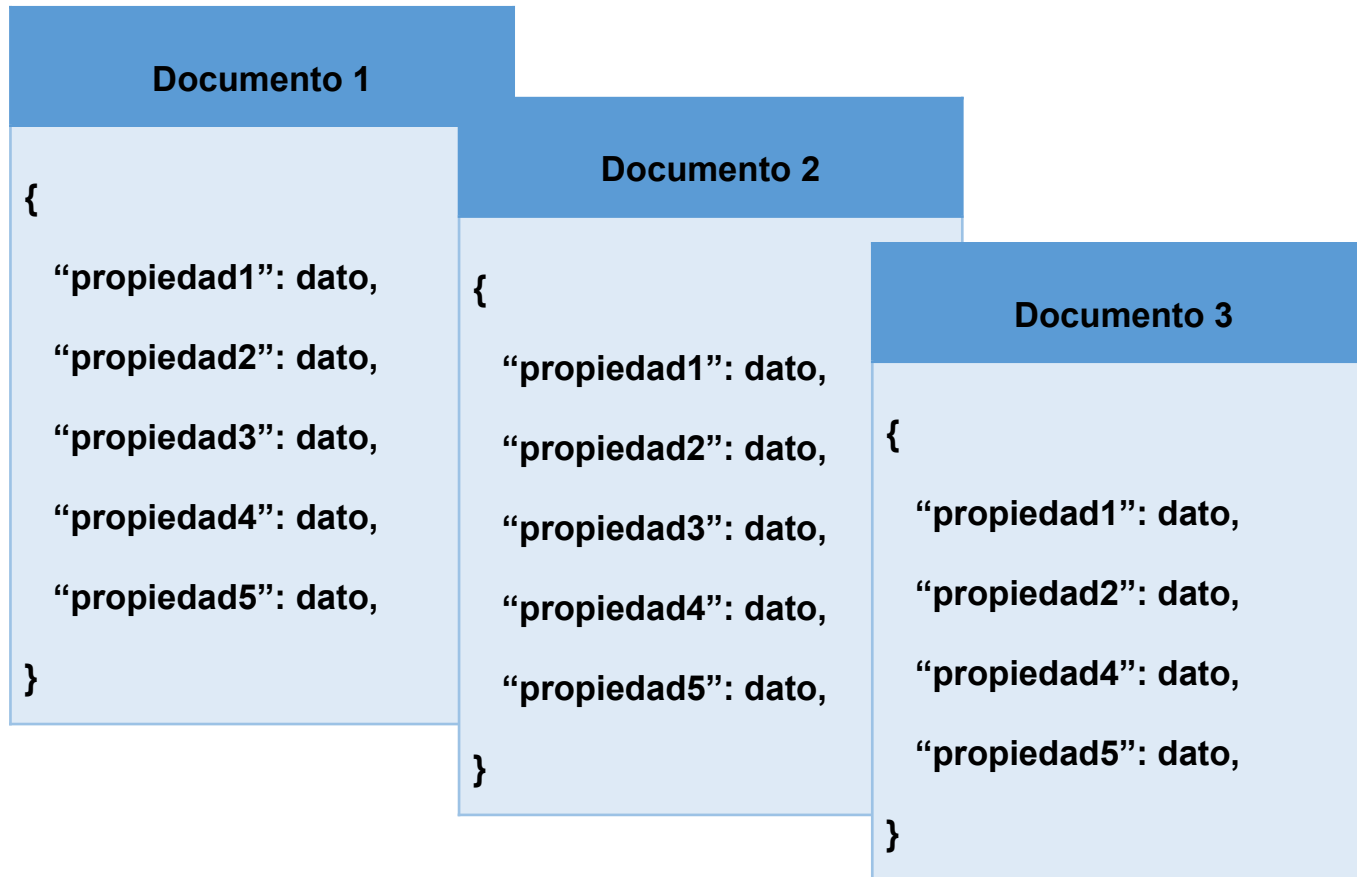 Documento 1
{
“propiedad1”: dato,
“propiedad2”: dato,
“propiedad3”: dato,
“propiedad4”: dato,
“propiedad5”: dato,
}
Documento 2
{
“propiedad1”: dato,
“propiedad2”: dato,
“propiedad3”: dato,
“propiedad4”: dato,
“propiedad5”: dato,
}
Documento 3
{
“propiedad1”: dato,
“propiedad2”: dato,
“propiedad4”: dato,
“propiedad5”: dato,
}